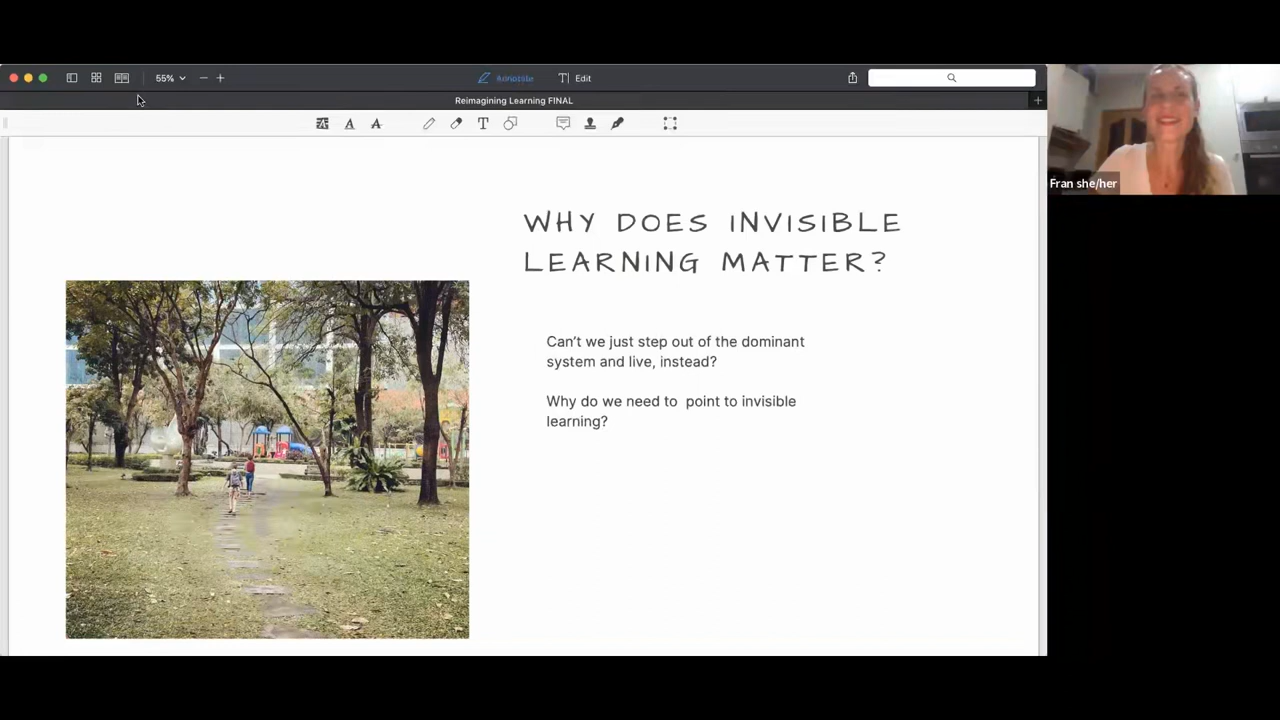 55%
Annotate
Edit
Reimagining Learning FINAL
WHY DOES INVISIBLE
LEARNING MATTER?
Can't we just step out of the dominant
system and live, instead?
Why do we need to  point to invisible
learning?
Fran she/her